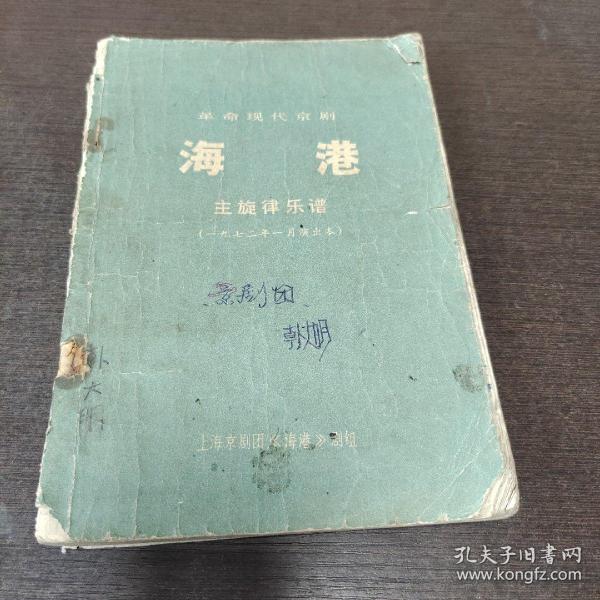 革命现代京剧
海 港
主旋律乐谱
(一九七二年一月演出本)
京剧团
上海京剧团《海港》剧组
孔夫子旧书网
www.kongfz.com